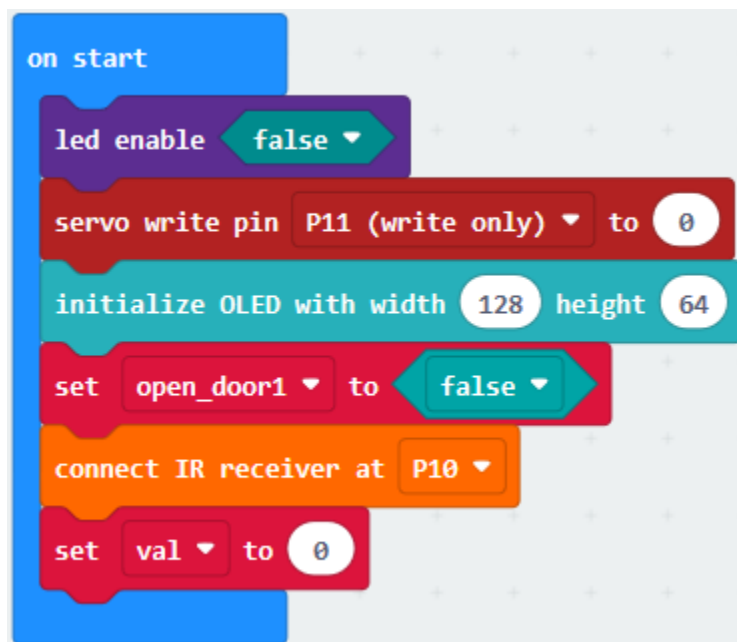 on start
led enable false
servo write pin P11 (write only) to 0
initialize OLED with width 128 height 64
set open_door1 to false
connect IR receiver at P10
set val to 0